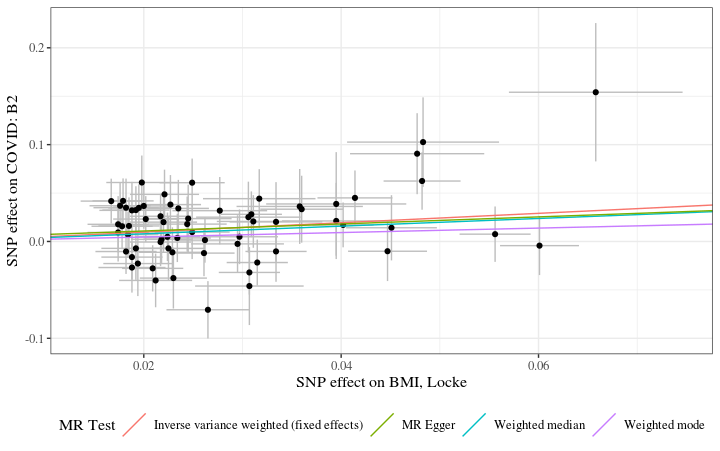 SNP effect on COVID: B2
0.2
0.1
0.0
-0.1
0.02
0.04
0.06
SNP effect on BMI, Locke
MR Test
Inverse variance weighted (fixed effects)
MR Egger
Weighted median
Weighted mode